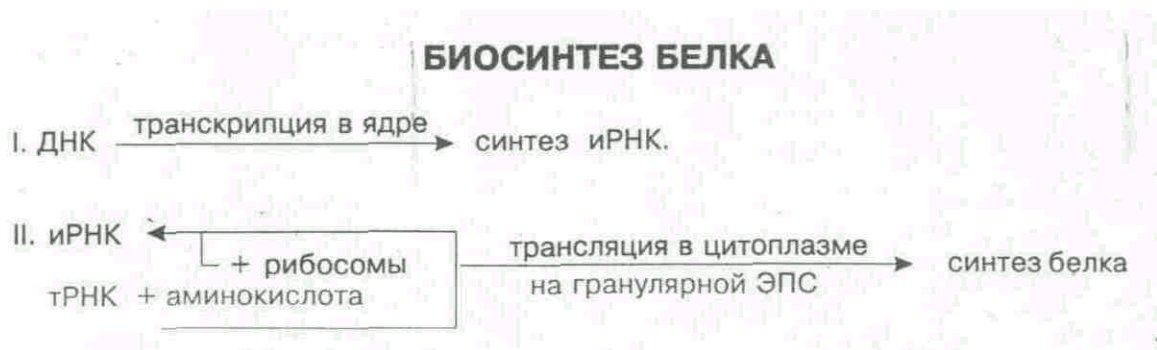 БИОСИНТЕЗ БЕЛКА
I. ДНК транскрипция в ядре синтез иРНК.
II. иРНК + рибосомы трансляция в цитоплазме синтез белка
тРНК + аминокислота на гранулярной ЭПС